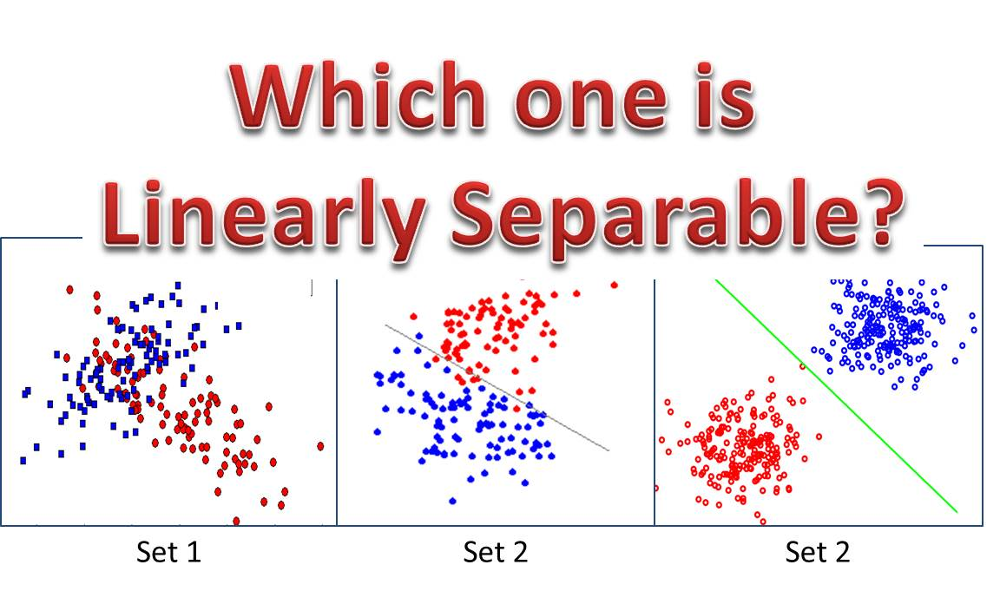 Which one is
Linearly Separable?
Set 1
Set 2
Set 2